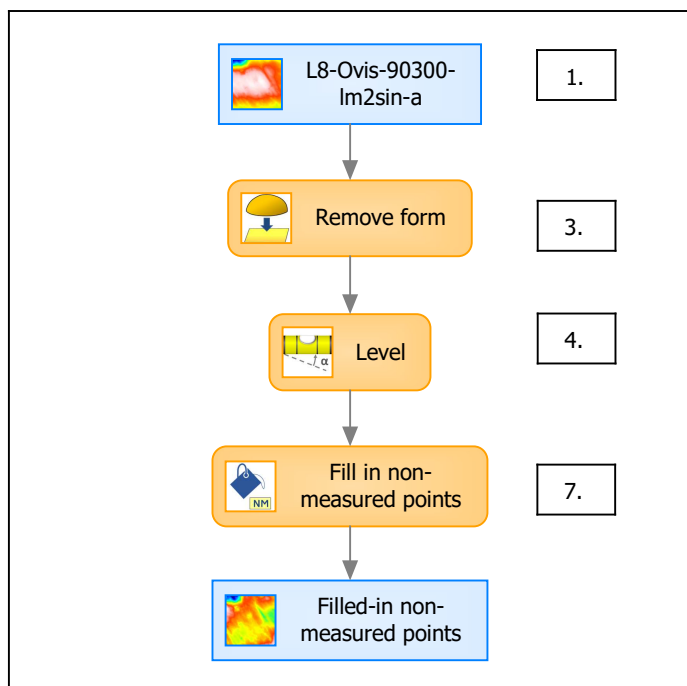 L8-Ovis-90300-
lm2sin-a
1.
Remove form
3.
α
Level
4.
Fill in non-
measured points
NM
7.
Filled-in non-
measured points